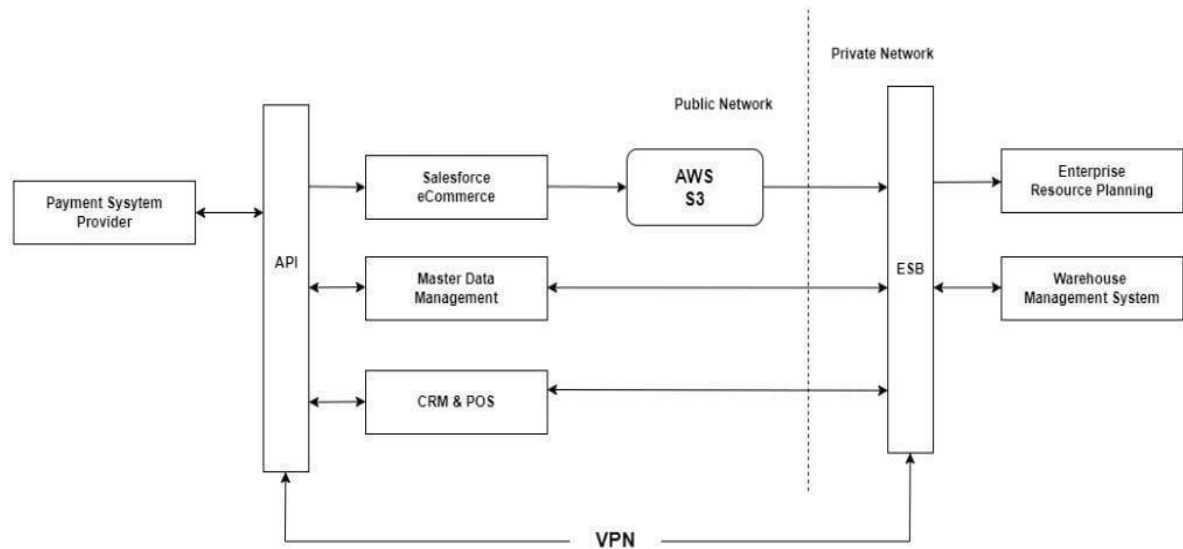 Private Network
Public Network
Salesforce
eCommerce
AWS
S3
Enterprise
Resource Planning
Payment Sysytem
Provider
API
ESB
Master Data
Management
Warehouse
Management System
CRM & POS
VPN